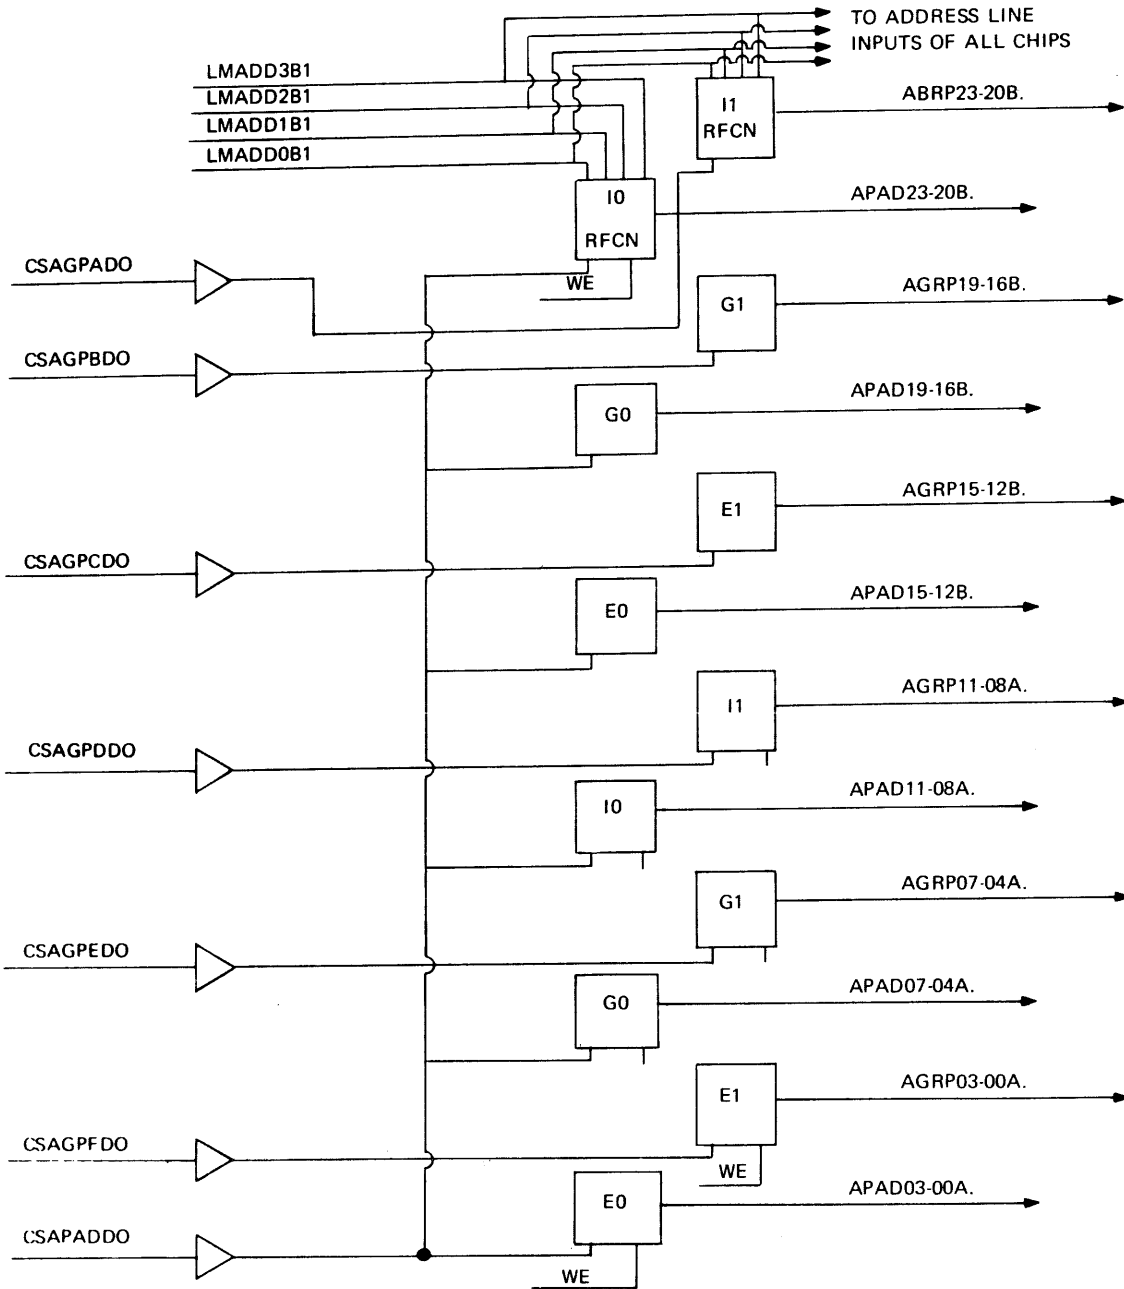 TO ADDRESS LINE
INPUTS OF ALL CHIPS
LMADD3B1
LMADD2B1
LMADD1B1
LMADD0B1
I1
RFCN
ABRP23-20B.
I0
RFCN
APAD23-20B.
WE
CSAGPADO
G1
AGRP19-16B.
CSAGPBDO
G0
APAD19-16B.
E1
AGRP15-12B.
CSAGPCDO
E0
APAD15-12B.
I1
AGRP11-08A.
CSAGPDDO
I0
APAD11-08A.
G1
AGRP07-04A.
CSAGPEDO
G0
APAD07-04A.
E1
AGRP03-00A.
CSAGPFDO
WE
E0
APAD03-00A.
CSAPADDO
WE